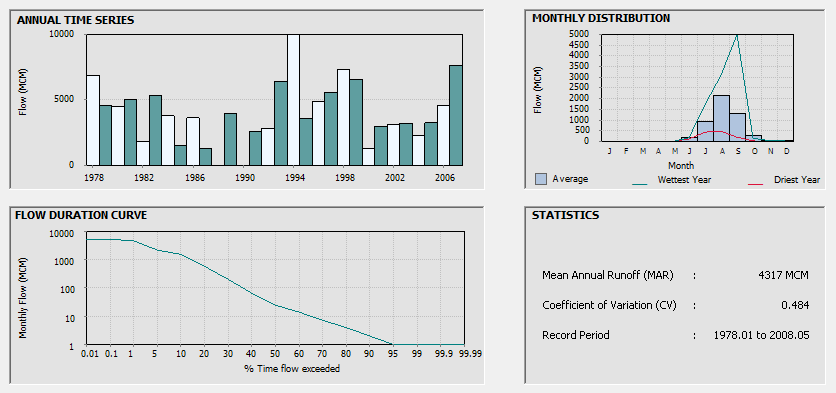 ANNUAL TIME SERIES
Flow (MCM)
10000
5000
0
1978 1982 1986 1990 1994 1998 2002 2006
MONTHLY DISTRIBUTION
Flow (MCM)
5000
4500
4000
3500
3000
2500
2000
1500
1000
500
0
J F M A M J J A S O N D
Month
Average Wettest Year Driest Year
FLOW DURATION CURVE
Monthly Flow (MCM)
10000
1000
100
10
1
0.01 0.1 1 5 10 20 30 40 50 60 70 80 90 95 99 99.9 99.99
% Time flow exceeded
STATISTICS
Mean Annual Runoff (MAR) : 4317 MCM
Coefficient of Variation (CV) : 0.484
Record Period : 1978.01 to 2008.05